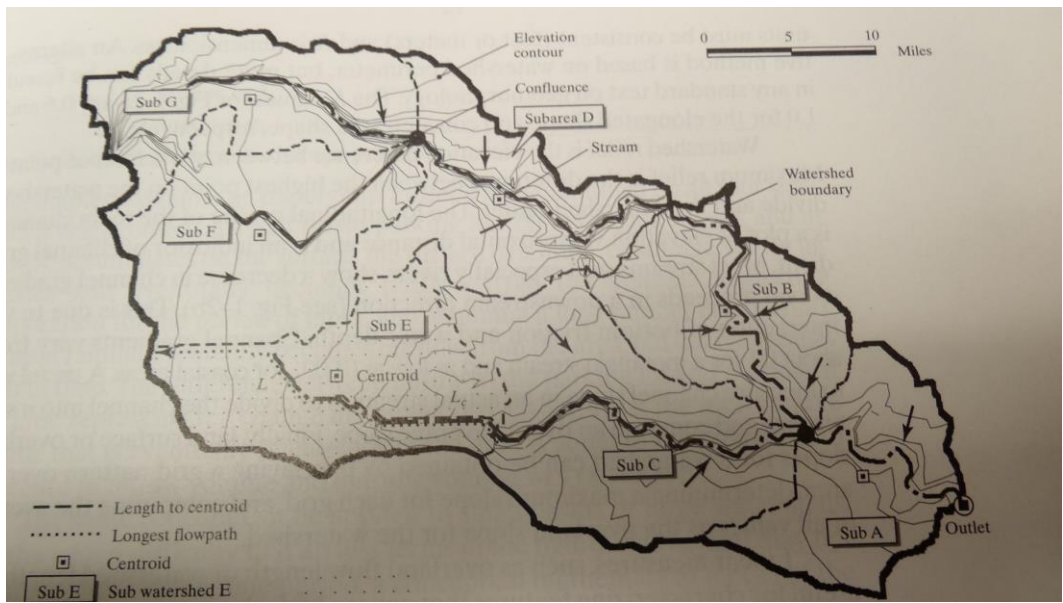 0 5 10
Miles
Elevation
contour
Confluence
Subarea D
Stream
Watershed
boundary
Sub G
Sub F
Sub B
Sub E
Centroid
L
Sub C
Sub A
Outlet
Length to centroid
Longest flowpath
Centroid
Sub E Sub watershed E